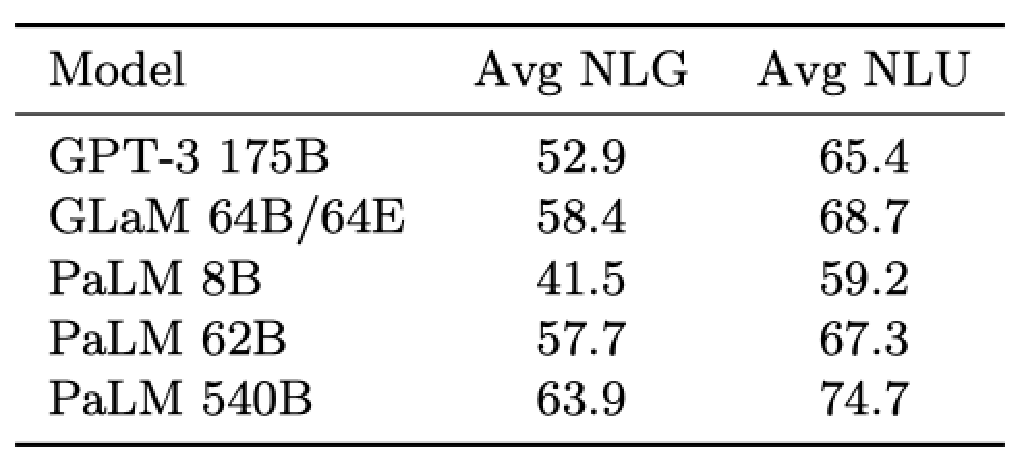 Model Avg NLG Avg NLU
GPT-3 175B 52.9 65.4
GLaM 64B/64E 58.4 68.7
PaLM 8B 41.5 59.2
PaLM 62B 57.7 67.3
PaLM 540B 63.9 74.7